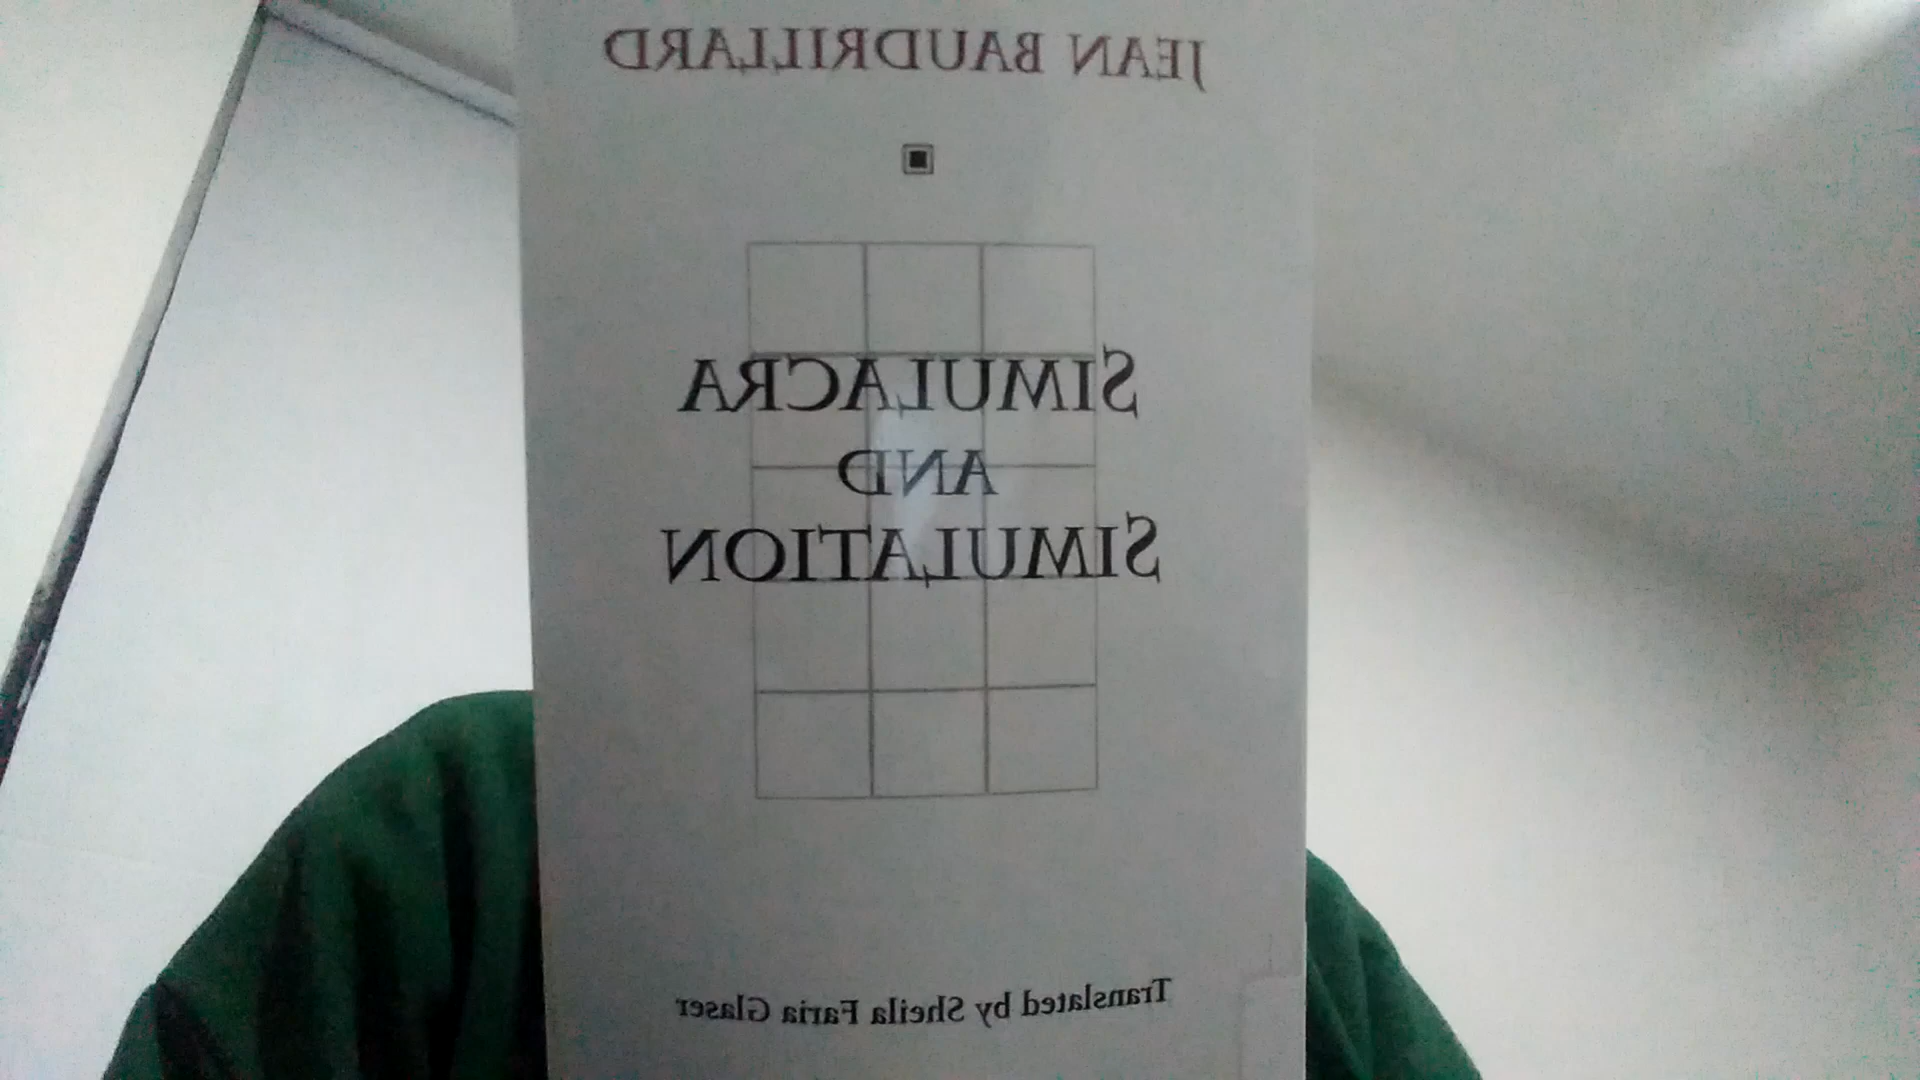 JEAN BAUDRILLARD
SIMULACRA
AND
SIMULATION
Translated by Sheila Faria Glaser